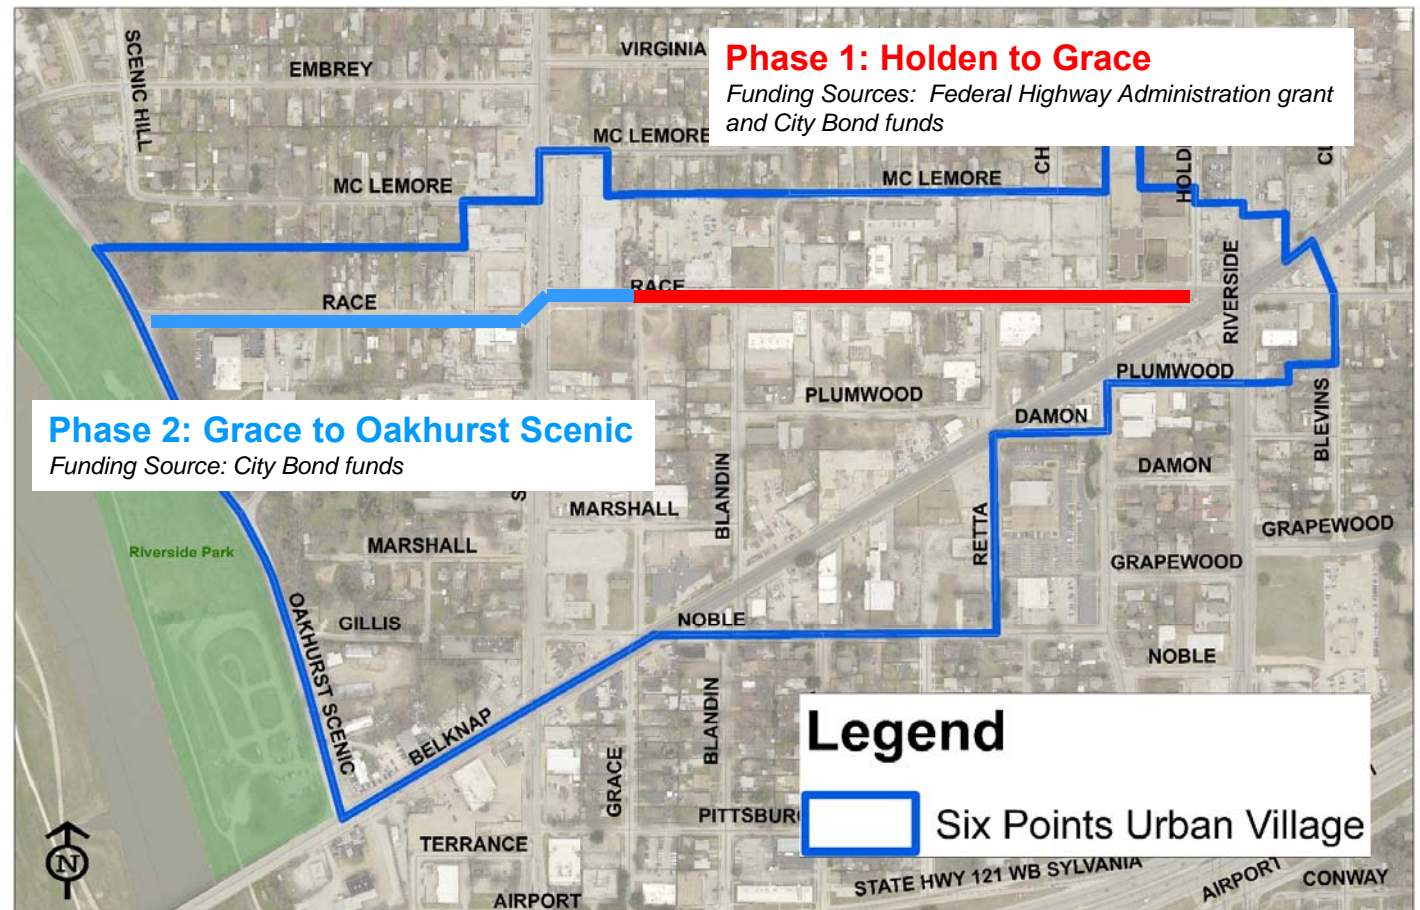 SCENIC HILL
EMBREY
VIRGINIA
Phase 1: Holden to Grace
Funding Sources: Federal Highway Administration grant
and City Bond funds
MC LEMORE
MC LEMORE
MC LEMORE
RIVERSIDE
RACE
RACE
PLUMWOOD
PLUMWOOD
DAMON
BLEVINS
Phase 2: Grace to Oakhurst Scenic
Funding Source: City Bond funds
DAMON
MARSHALL
BLANDIN
RETTA
GRAPEWOOD
MARSHALL
Riverside Park
GRAPEWOOD
OAKHURST SCENIC
GILLIS
NOBLE
NOBLE
BELKNAP
BLANDIN
GRACE
Legend
Six Points Urban Village
TERRANCE
STATE HWY 121 WB SYLVANIA
AIRPORT
CONWAY
AIRPORT
N